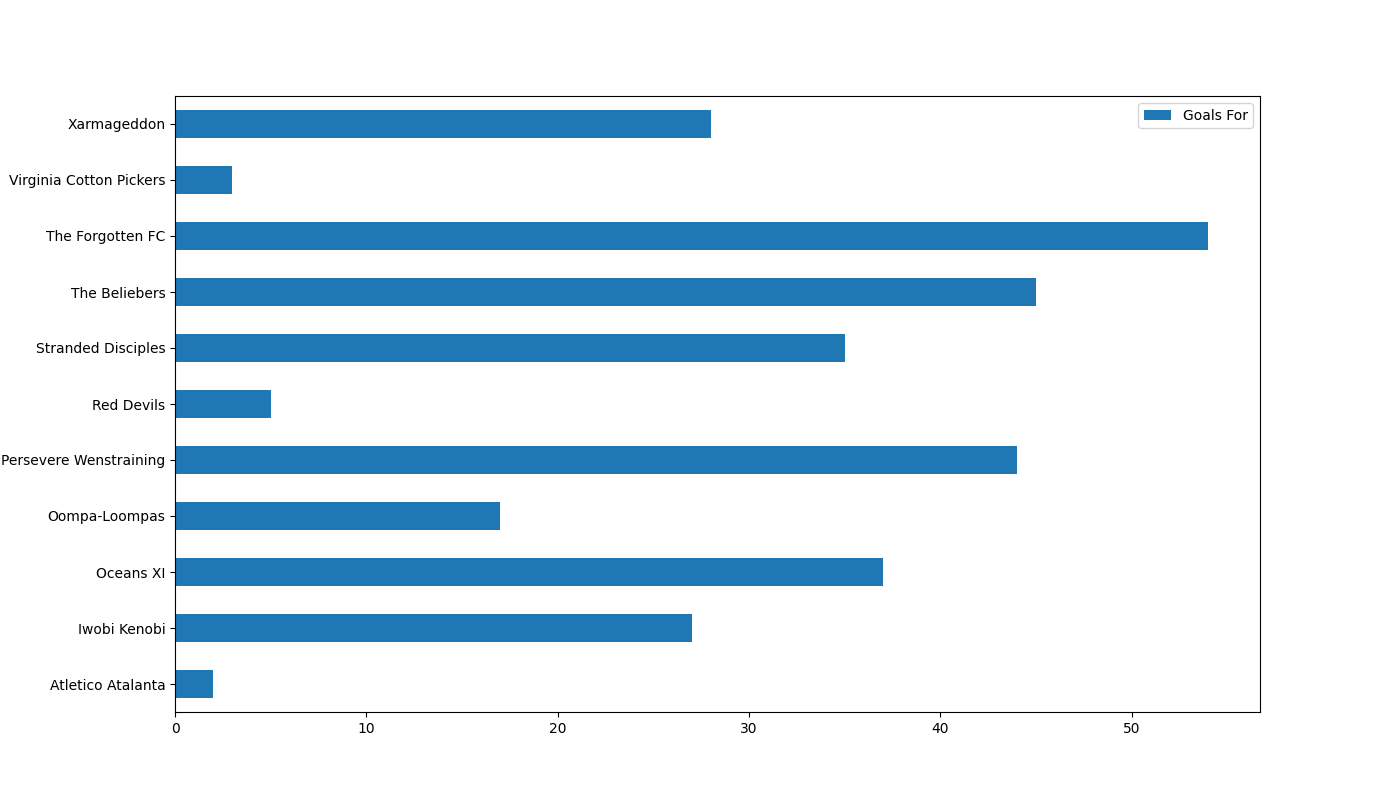 Goals For
Xarmageddon
Virginia Cotton Pickers
The Forgotten FC
The Beliebers
Stranded Disciples
Red Devils
Persevere Wenstraining
Oompa-Loompas
Oceans XI
Iwobi Kenobi
Atletico Atalanta
0 10 20 30 40 50